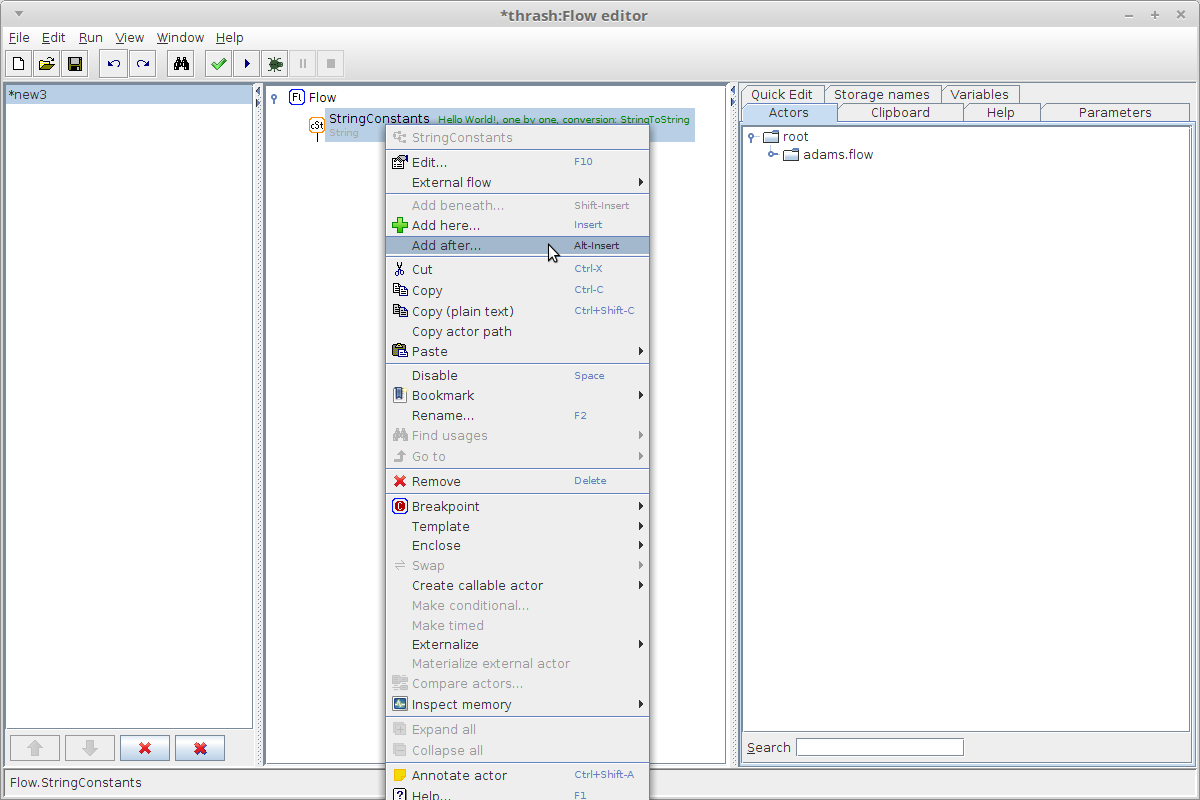 *thrash:Flow editor
File Edit Run View Window Help
*new3
Fl Flow
cSt StringConstants Hello World!, one by one, conversion: StringToString
String
StringConstants
Edit... F10
External flow
Add beneath... Shift-Insert
Add here... Insert
Add after... Alt-Insert
Cut Ctrl-X
Copy Ctrl-C
Copy (plain text) Ctrl+Shift-C
Copy actor path
Paste
Disable Space
Bookmark
Rename... F2
Find usages
Go to
Remove Delete
C Breakpoint
Template
Enclose
Swap
Create callable actor
Make conditional...
Make timed
Externalize
Materialize external actor
Compare actors...
Inspect memory
Expand all
Collapse all
Annotate actor Ctrl+Shift-A
? Help... F1
Quick Edit Storage names Variables
Actors Clipboard Help Parameters
root
adams.flow
Search
Flow.StringConstants